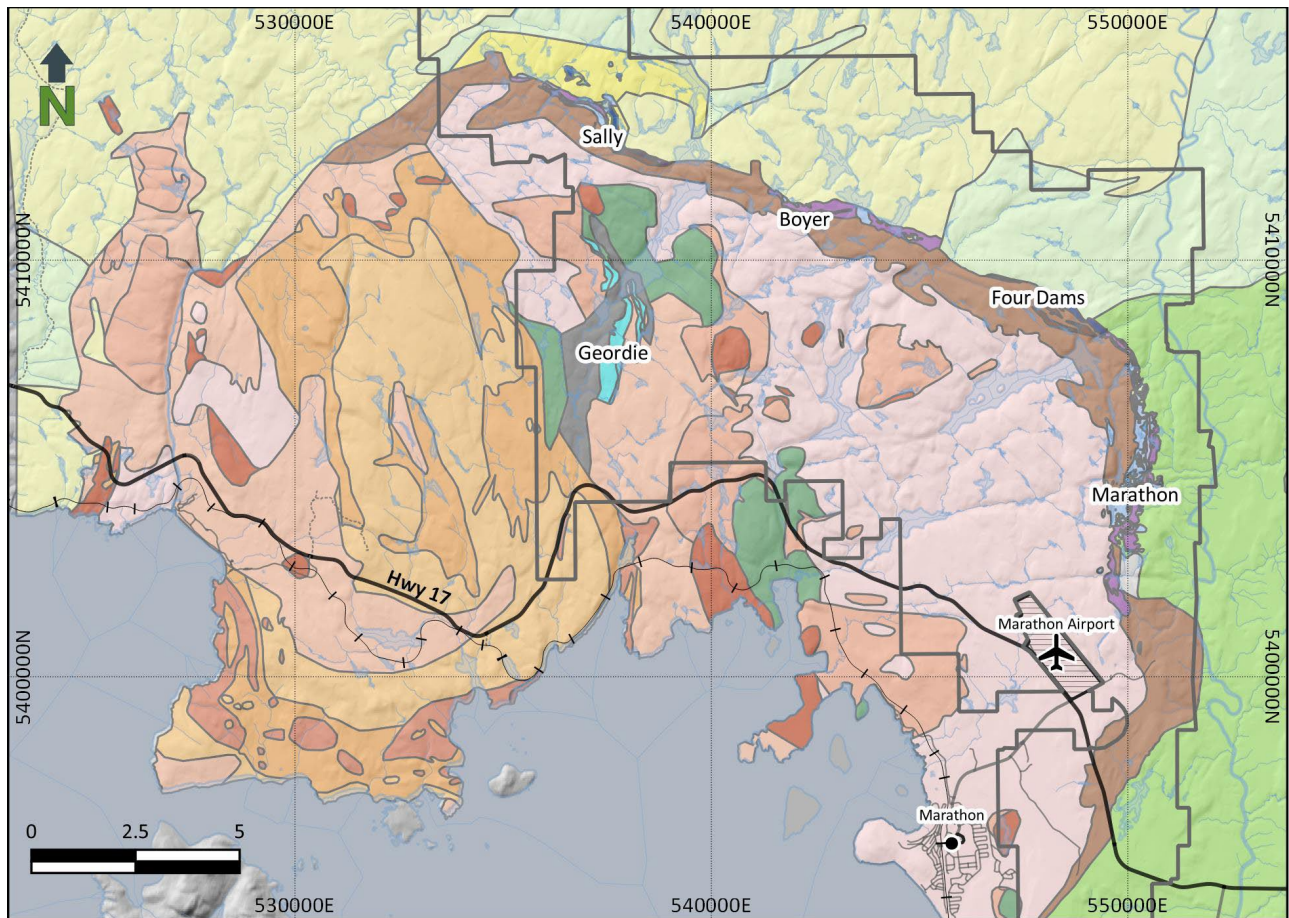 530000E
540000E
550000E
N
Sally
Boyer
5410000N
5410000N
Four Dams
Geordie
Marathon
Hwy 17
Marathon Airport
5400000N
5400000N
Marathon
0 2.5 5
530000E
540000E
550000E